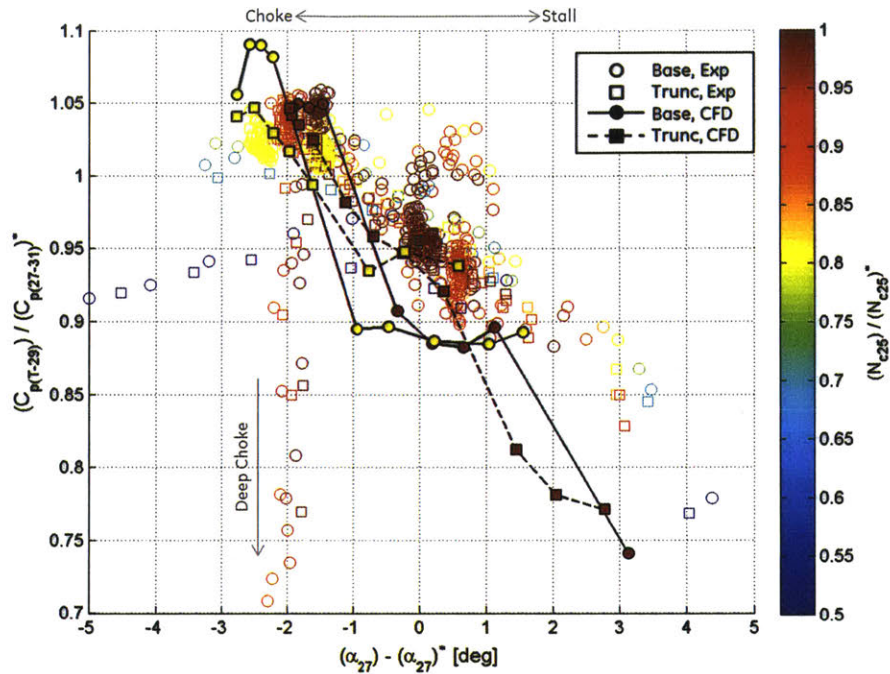 Choke Stall
Base, Exp
Trunc, Exp
Base, CFD
Trunc, CFD
Deep Choke
(C_p(T-29)) / (C_p(27-31))*
1.1
1.05
1
0.95
0.9
0.85
0.8
0.75
0.7
-5 -4 -3 -2 -1 0 1 2 3 4 5
(α27) - (α27)* [deg]
1
0.95
0.9
0.85
0.8
0.75
0.7
0.65
0.6
0.55
0.5
(N_c25) / (N_c25)*